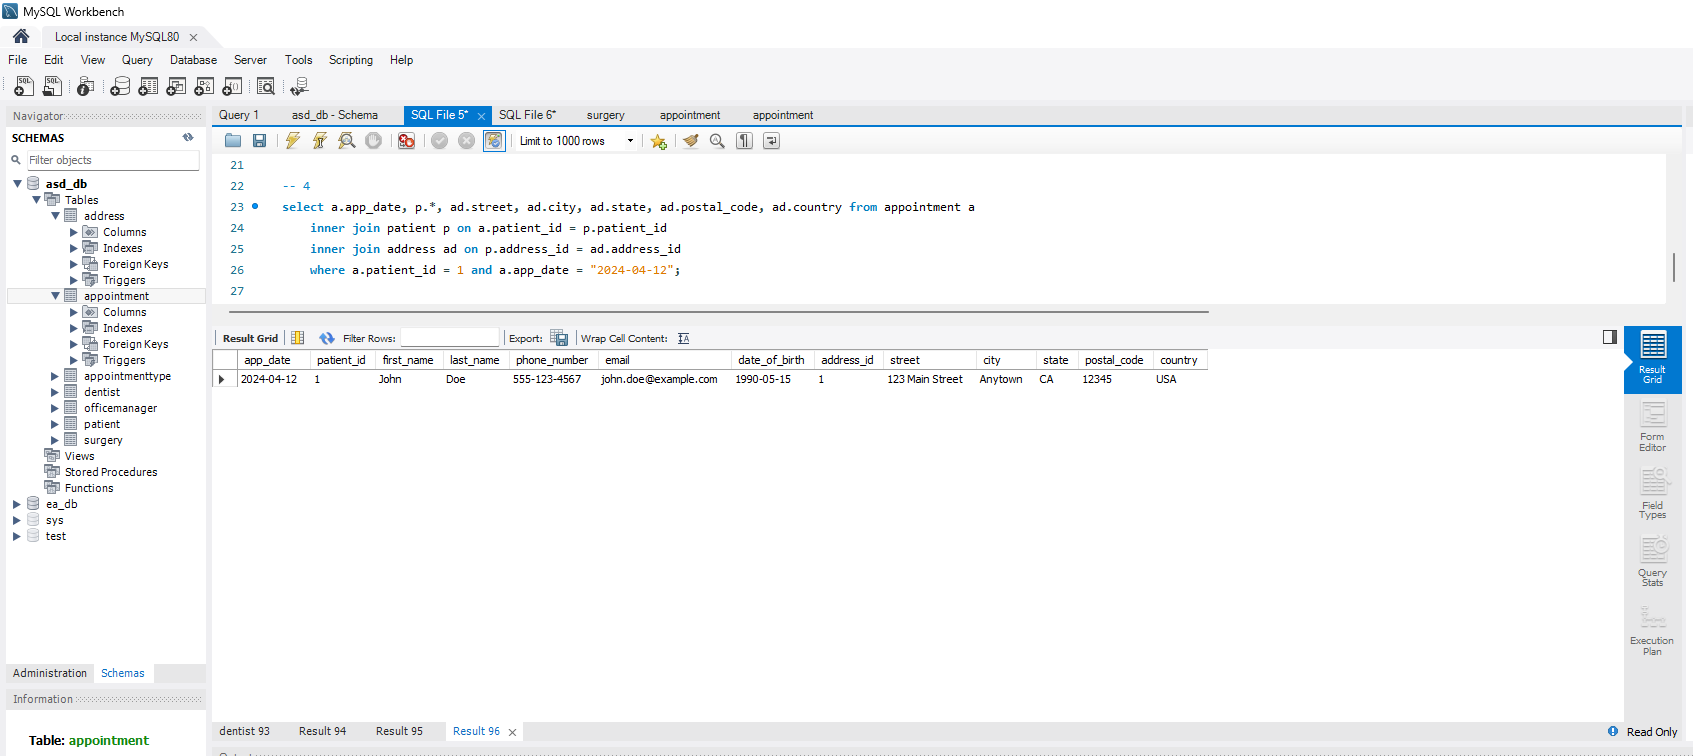 MySQL Workbench
Local instance MySQL80
File Edit View Query Database Server Tools Scripting Help
Navigator
SCHEMAS
Filter objects
asd_db
Tables
address
Columns
Indexes
Foreign Keys
Triggers
appointment
Columns
Indexes
Foreign Keys
Triggers
appointmenttype
dentist
officemanager
patient
surgery
Views
Stored Procedures
Functions
ea_db
sys
test
Administration Schemas
Information
Table: appointment
Query 1 asd_db - Schema SQL File 5* SQL File 6* surgery appointment appointment
Limit to 1000 rows
21
22 -- 4
23 select a.app_date, p.*, ad.street, ad.city, ad.state, ad.postal_code, ad.country from appointment a
24 inner join patient p on a.patient_id = p.patient_id
25 inner join address ad on p.address_id = ad.address_id
26 where a.patient_id = 1 and a.app_date = "2024-04-12";
27
Result Grid Filter Rows: Export: Wrap Cell Content:
app_date patient_id first_name last_name phone_number email date_of_birth address_id street city state postal_code country
2024-04-12 1 John Doe 555-123-4567 john.doe@example.com 1990-05-15 1 123 Main Street Anytown CA 12345 USA
Result
Grid
Form
Editor
Field
Types
Query
Stats
Execution
Plan
dentist 93 Result 94 Result 95 Result 96
Read Only